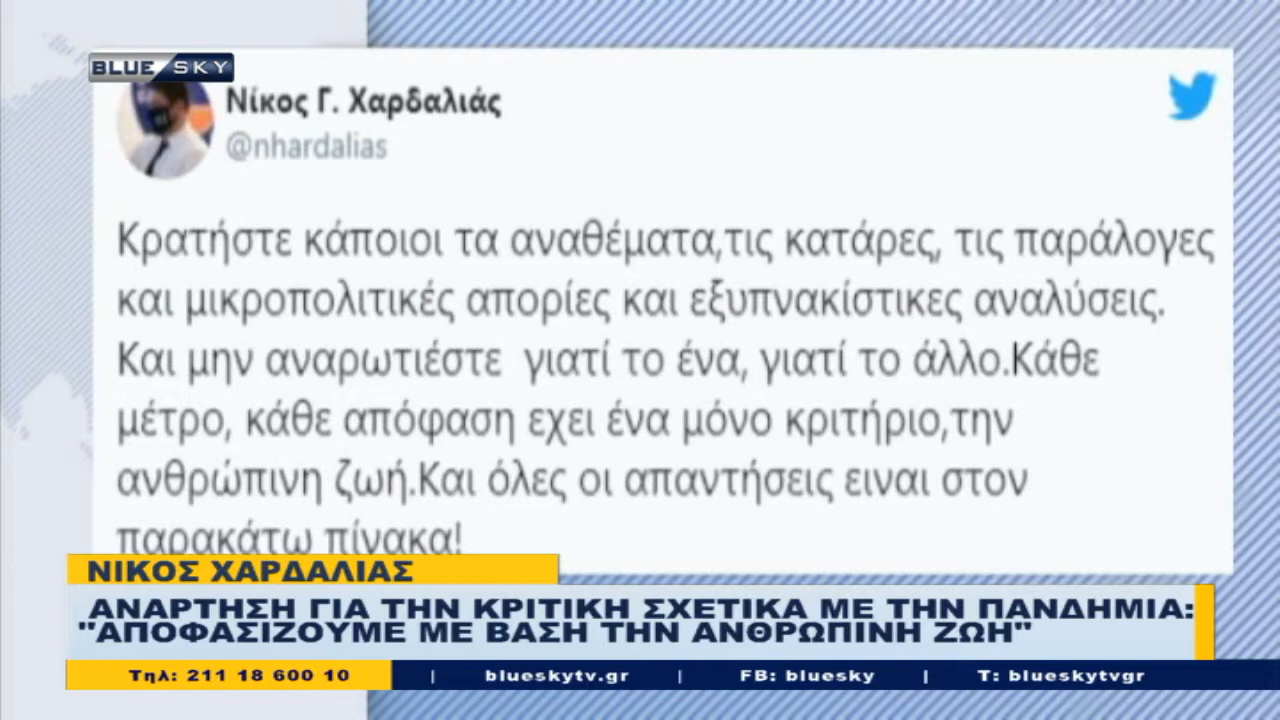 BLUE SKY
Νίκος Γ. Χαρδαλιάς
@nhardalias
Κρατήστε κάποιοι τα αναθέματα,τις κατάρες, τις παράλογες
και μικροπολιτικές απορίες και εξυπνακίστικες αναλύσεις.
Και μην αναρωτιέστε γιατί το ένα, γιατί το άλλο.Κάθε
μέτρο, κάθε απόφαση εχει ένα μόνο κριτήριο,την
ανθρώπινη ζωή.Και όλες οι απαντήσεις ειναι στον
παρακάτω πίνακα!
ΝΙΚΟΣ ΧΑΡΔΑΛΙΑΣ
ΑΝΑΡΤΗΣΗ ΓΙΑ ΤΗΝ ΚΡΙΤΙΚΗ ΣΧΕΤΙΚΑ ΜΕ ΤΗΝ ΠΑΝΔΗΜΙΑ:
"ΑΠΟΦΑΣΙΖΟΥΜΕ ΜΕ ΒΑΣΗ ΤΗΝ ΑΝΘΡΩΠΙΝΗ ΖΩΗ"
Τηλ: 211 18 600 10 | blueskytv.gr | FB: bluesky | T: blueskytvgr